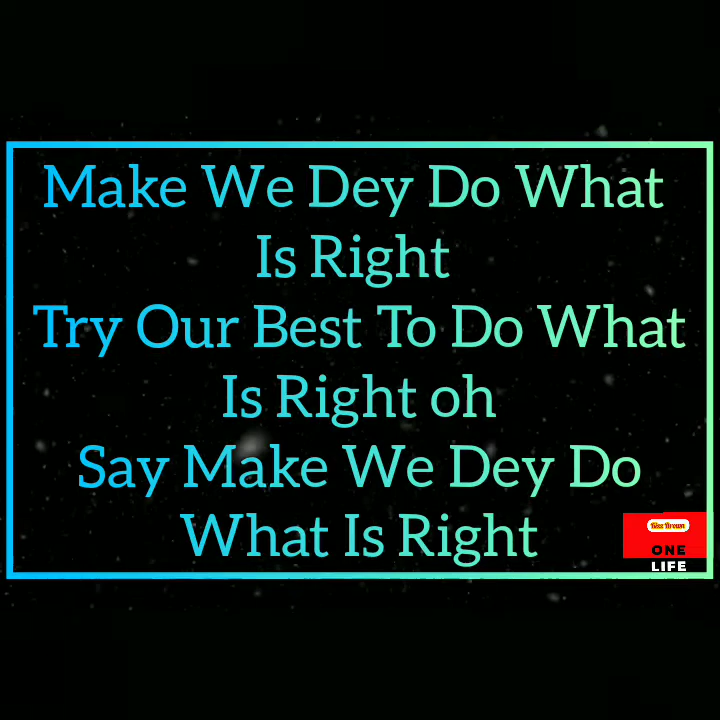 Make We Dey Do What
Is Right
Try Our Best To Do What
Is Right oh
Say Make We Dey Do
What Is Right
ONE
LIFE